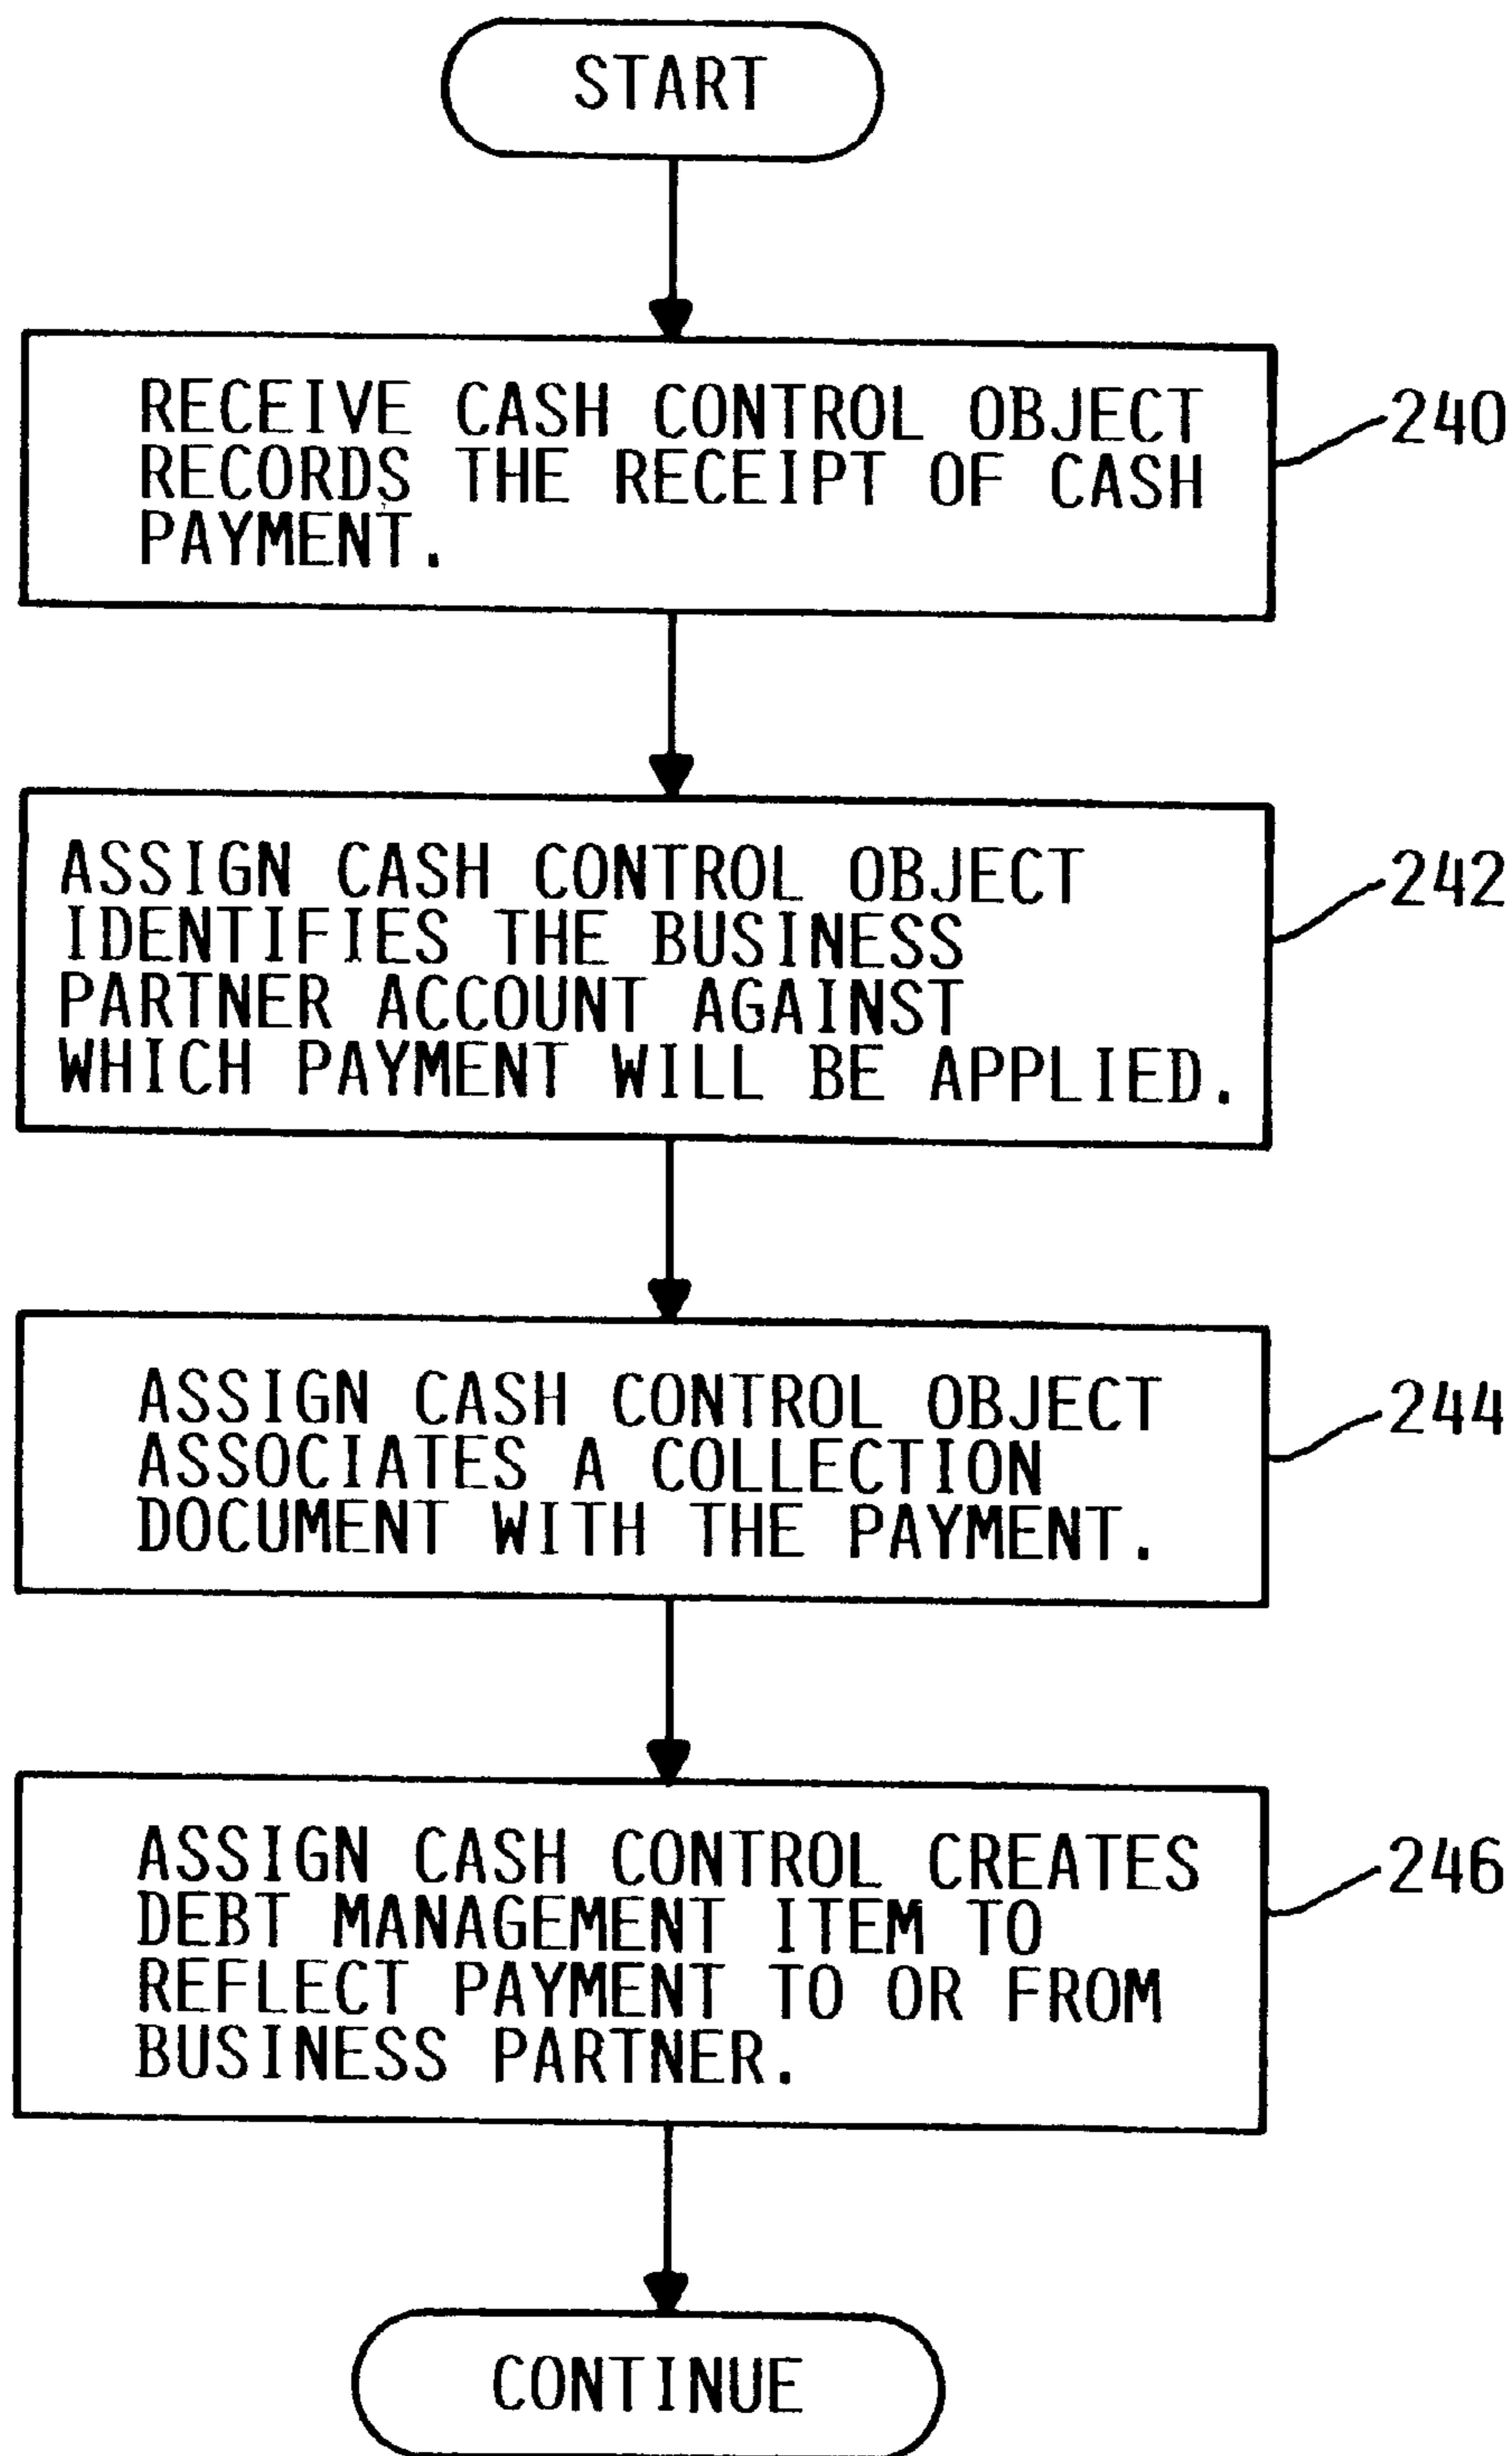 START
RECEIVE CASH CONTROL OBJECT
RECORDS THE RECEIPT OF CASH
PAYMENT.
240
ASSIGN CASH CONTROL OBJECT
IDENTIFIES THE BUSINESS
PARTNER ACCOUNT AGAINST
WHICH PAYMENT WILL BE APPLIED.
242
ASSIGN CASH CONTROL OBJECT
ASSOCIATES A COLLECTION
DOCUMENT WITH THE PAYMENT.
244
ASSIGN CASH CONTROL CREATES
DEBT MANAGEMENT ITEM TO
REFLECT PAYMENT TO OR FROM
BUSINESS PARTNER.
246
CONTINUE